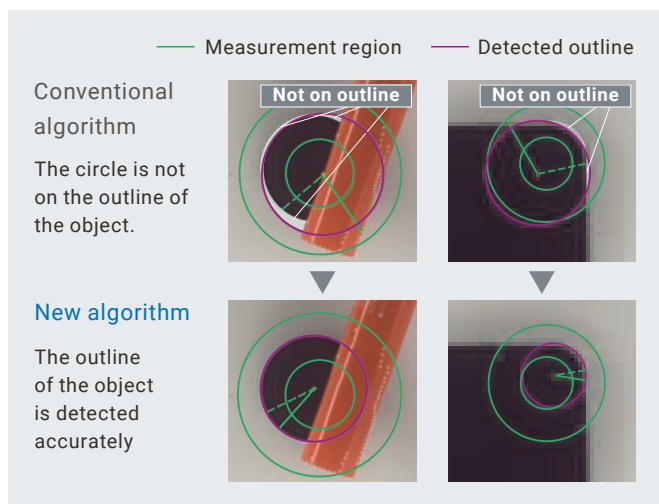 Measurement region
Detected outline
Conventional
algorithm
The circle is not
on the outline of
the object.
Not on outline
Not on outline
New algorithm
The outline
of the object
is detected
accurately